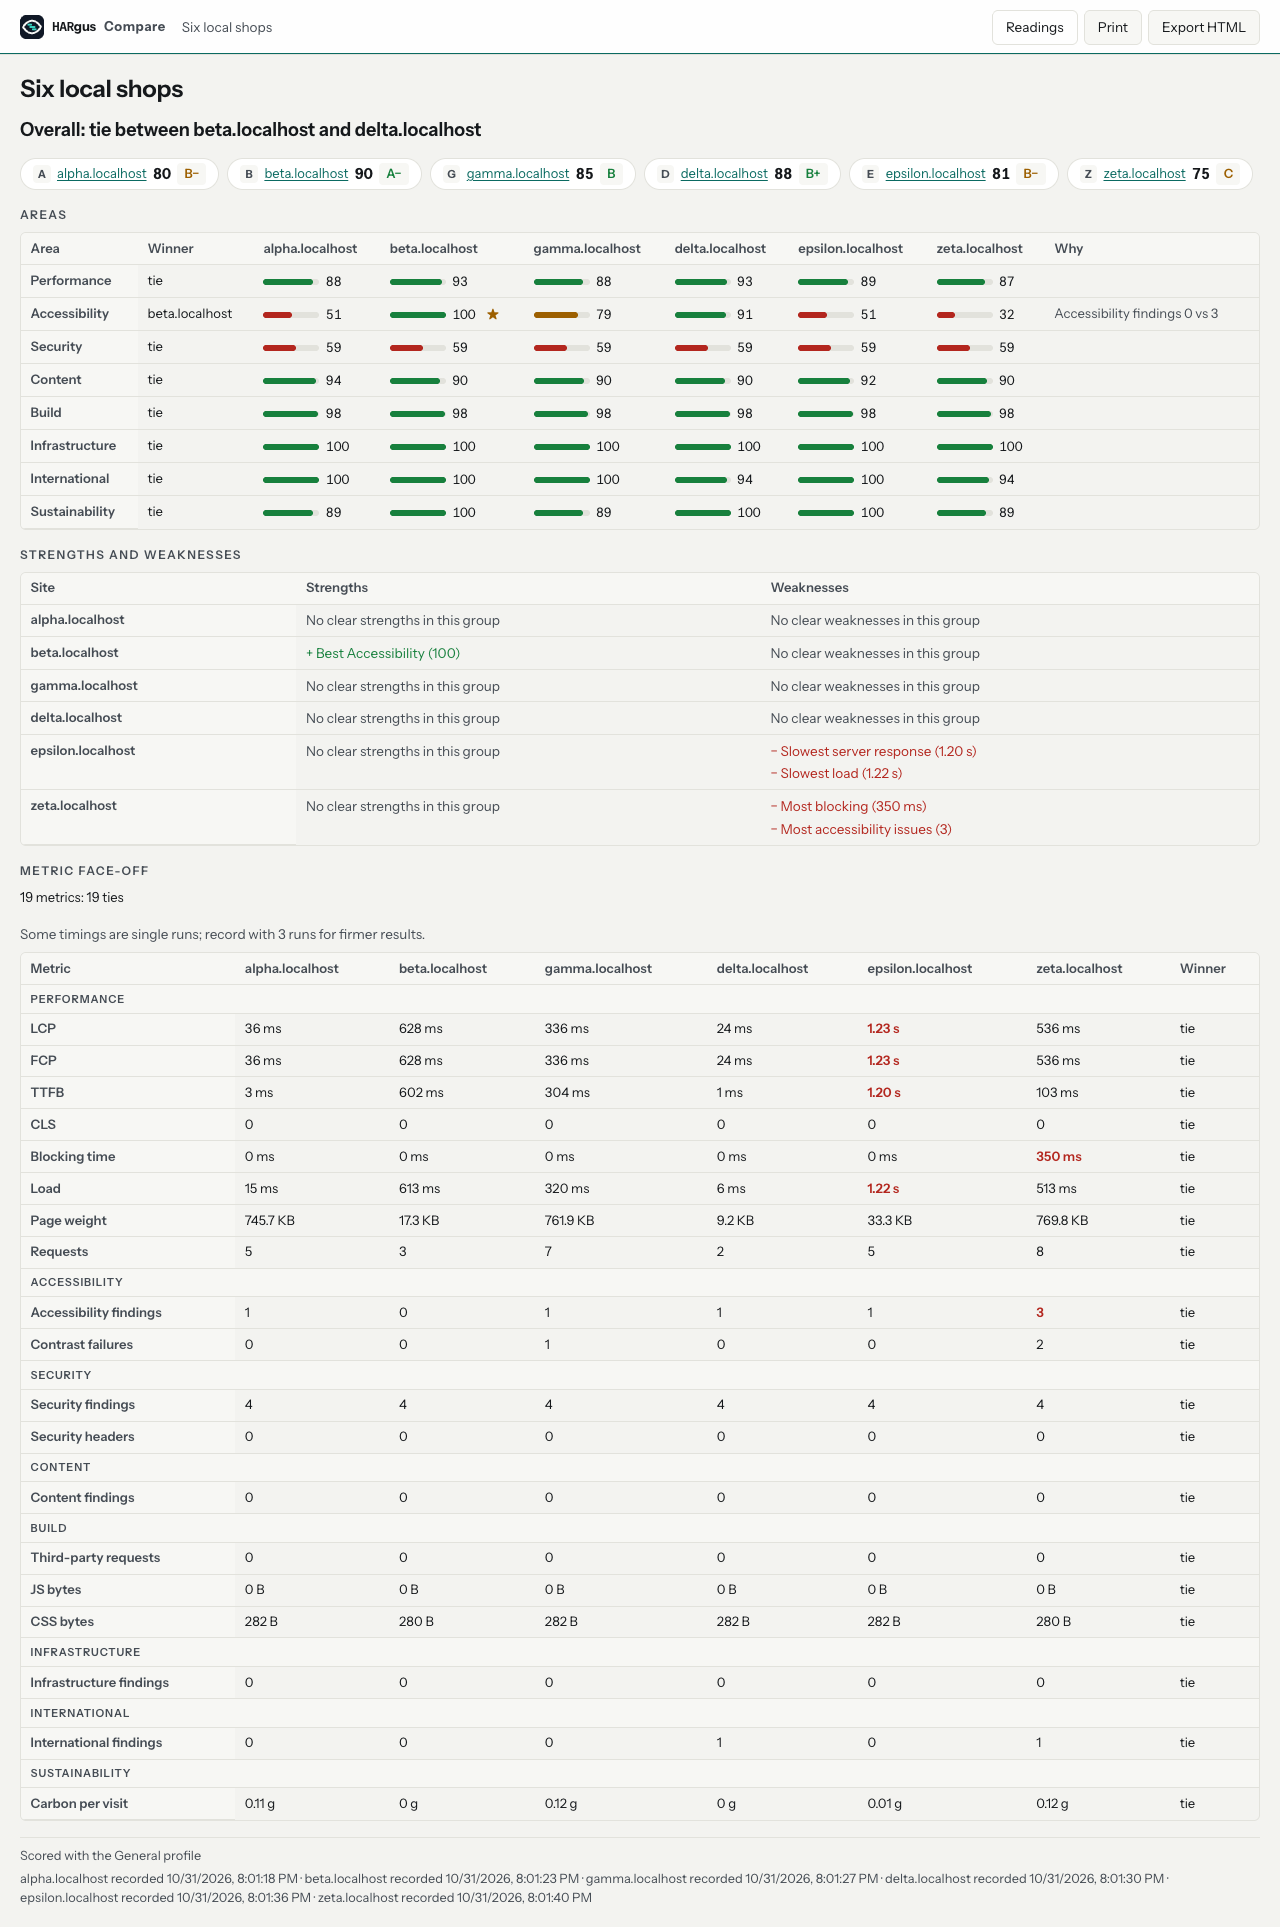 HARgus Compare Six local shops Readings Print Export HTML
Six local shops
Overall: tie between beta.localhost and delta.localhost
A alpha.localhost 80 B− B beta.localhost 90 A− G gamma.localhost 85 B D delta.localhost 88 B+ E epsilon.localhost 81 B− Z zeta.localhost 75 C
AREAS
Area Winner alpha.localhost beta.localhost gamma.localhost delta.localhost epsilon.localhost zeta.localhost Why
Performance tie 88 93 88 93 89 87
Accessibility beta.localhost 51 100 ★ 79 91 51 32 Accessibility findings 0 vs 3
Security tie 59 59 59 59 59 59
Content tie 94 90 90 90 92 90
Build tie 98 98 98 98 98 98
Infrastructure tie 100 100 100 100 100 100
International tie 100 100 100 94 100 94
Sustainability tie 89 100 89 100 100 89
STRENGTHS AND WEAKNESSES
Site Strengths Weaknesses
alpha.localhost No clear strengths in this group No clear weaknesses in this group
beta.localhost + Best Accessibility (100) No clear weaknesses in this group
gamma.localhost No clear strengths in this group No clear weaknesses in this group
delta.localhost No clear strengths in this group No clear weaknesses in this group
epsilon.localhost No clear strengths in this group − Slowest server response (1.20 s)
− Slowest load (1.22 s)
zeta.localhost No clear strengths in this group − Most blocking (350 ms)
− Most accessibility issues (3)
METRIC FACE-OFF
19 metrics: 19 ties
Some timings are single runs; record with 3 runs for firmer results.
Metric alpha.localhost beta.localhost gamma.localhost delta.localhost epsilon.localhost zeta.localhost Winner
PERFORMANCE
LCP 36 ms 628 ms 336 ms 24 ms 1.23 s 536 ms tie
FCP 36 ms 628 ms 336 ms 24 ms 1.23 s 536 ms tie
TTFB 3 ms 602 ms 304 ms 1 ms 1.20 s 103 ms tie
CLS 0 0 0 0 0 0 tie
Blocking time 0 ms 0 ms 0 ms 0 ms 0 ms 350 ms tie
Load 15 ms 613 ms 320 ms 6 ms 1.22 s 513 ms tie
Page weight 745.7 KB 17.3 KB 761.9 KB 9.2 KB 33.3 KB 769.8 KB tie
Requests 5 3 7 2 5 8 tie
ACCESSIBILITY
Accessibility findings 1 0 1 1 1 3 tie
Contrast failures 0 0 1 0 0 2 tie
SECURITY
Security findings 4 4 4 4 4 4 tie
Security headers 0 0 0 0 0 0 tie
CONTENT
Content findings 0 0 0 0 0 0 tie
BUILD
Third-party requests 0 0 0 0 0 0 tie
JS bytes 0 B 0 B 0 B 0 B 0 B 0 B tie
CSS bytes 282 B 280 B 282 B 282 B 282 B 280 B tie
INFRASTRUCTURE
Infrastructure findings 0 0 0 0 0 0 tie
INTERNATIONAL
International findings 0 0 0 1 0 1 tie
SUSTAINABILITY
Carbon per visit 0.11 g 0 g 0.12 g 0 g 0.01 g 0.12 g tie
Scored with the General profile
alpha.localhost recorded 10/31/2026, 8:01:18 PM · beta.localhost recorded 10/31/2026, 8:01:23 PM · gamma.localhost recorded 10/31/2026, 8:01:27 PM · delta.localhost recorded 10/31/2026, 8:01:30 PM ·
epsilon.localhost recorded 10/31/2026, 8:01:36 PM · zeta.localhost recorded 10/31/2026, 8:01:40 PM